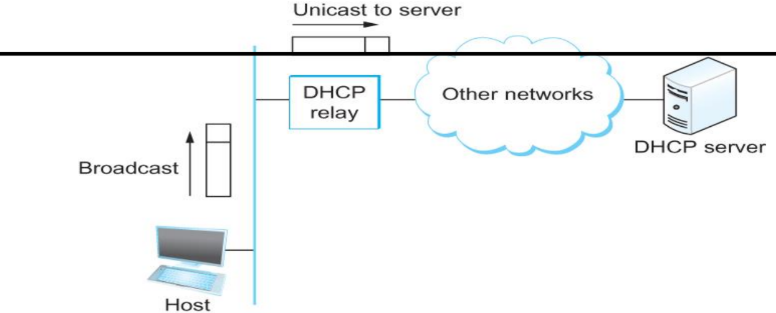 Unicast to server
DHCP
relay
Other networks
DHCP server
Broadcast
Host